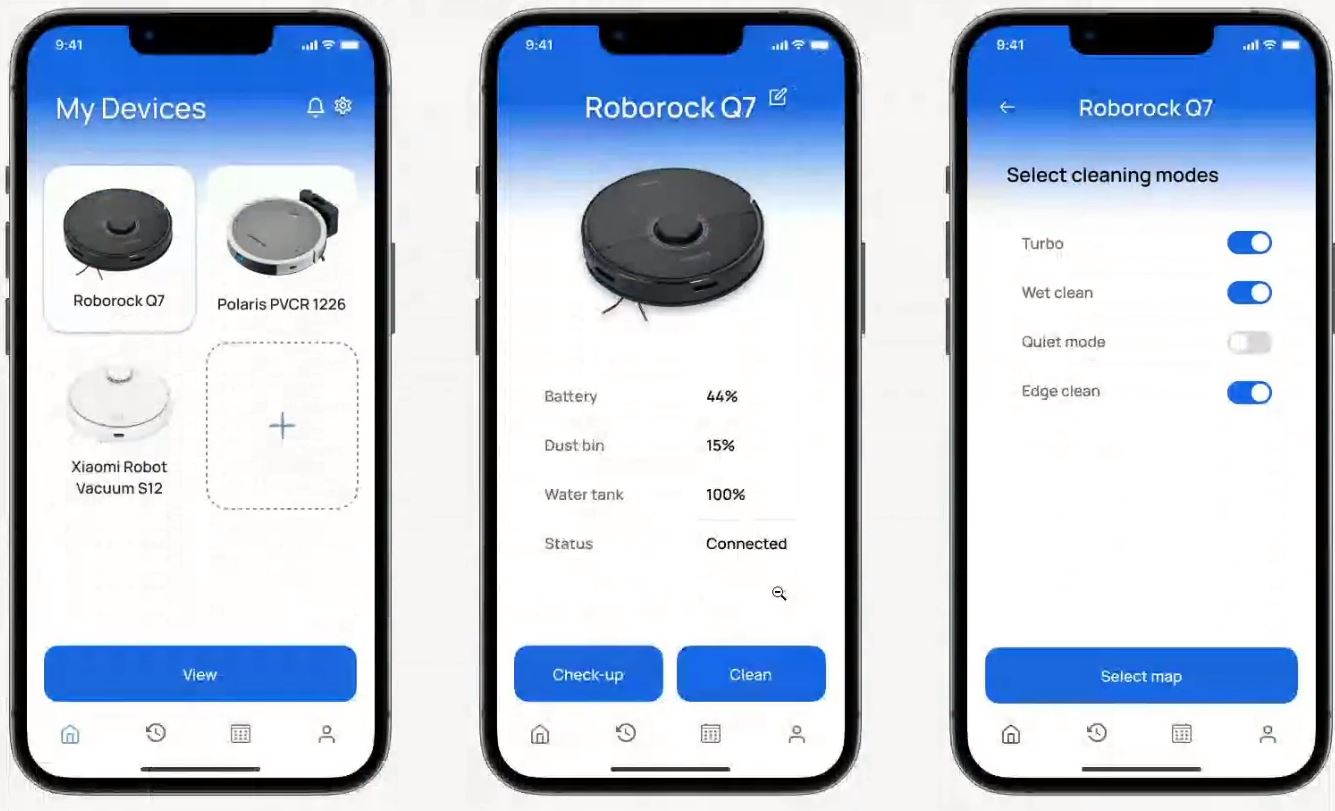 9:41
My Devices
Roborock Q7
Polaris PVCR 1226
Xiaomi Robot
Vacuum S12
View
9:41
Roborock Q7
Battery 44%
Dust bin 15%
Water tank 100%
Status Connected
Check-up Clean
9:41
Roborock Q7
Select cleaning modes
Turbo
Wet clean
Quiet mode
Edge clean
Select map